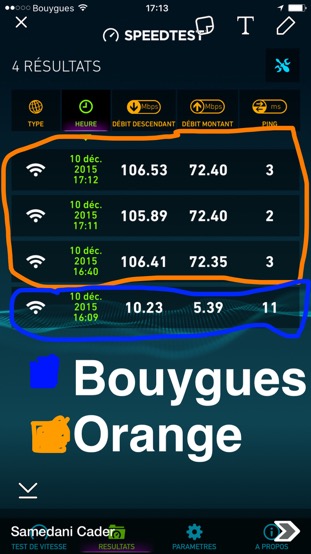 Bouygues 17:13
SPEEDTEST T
4 RÉSULTATS
Mbps Mbps ms
TYPE HEURE DÉBIT DESCENDANT DÉBIT MONTANT PING
10 déc.
2015
17:12 106.53 72.40 3
10 déc.
2015
17:11 105.89 72.40 2
10 déc.
2015
16:40 106.41 72.35 3
10 déc.
2015
16:09 10.23 5.39 11
Bouygues
Orange
Samedani Cader
TEST DE VITESSE RÉSULTATS PARAMETRES A PROPOS